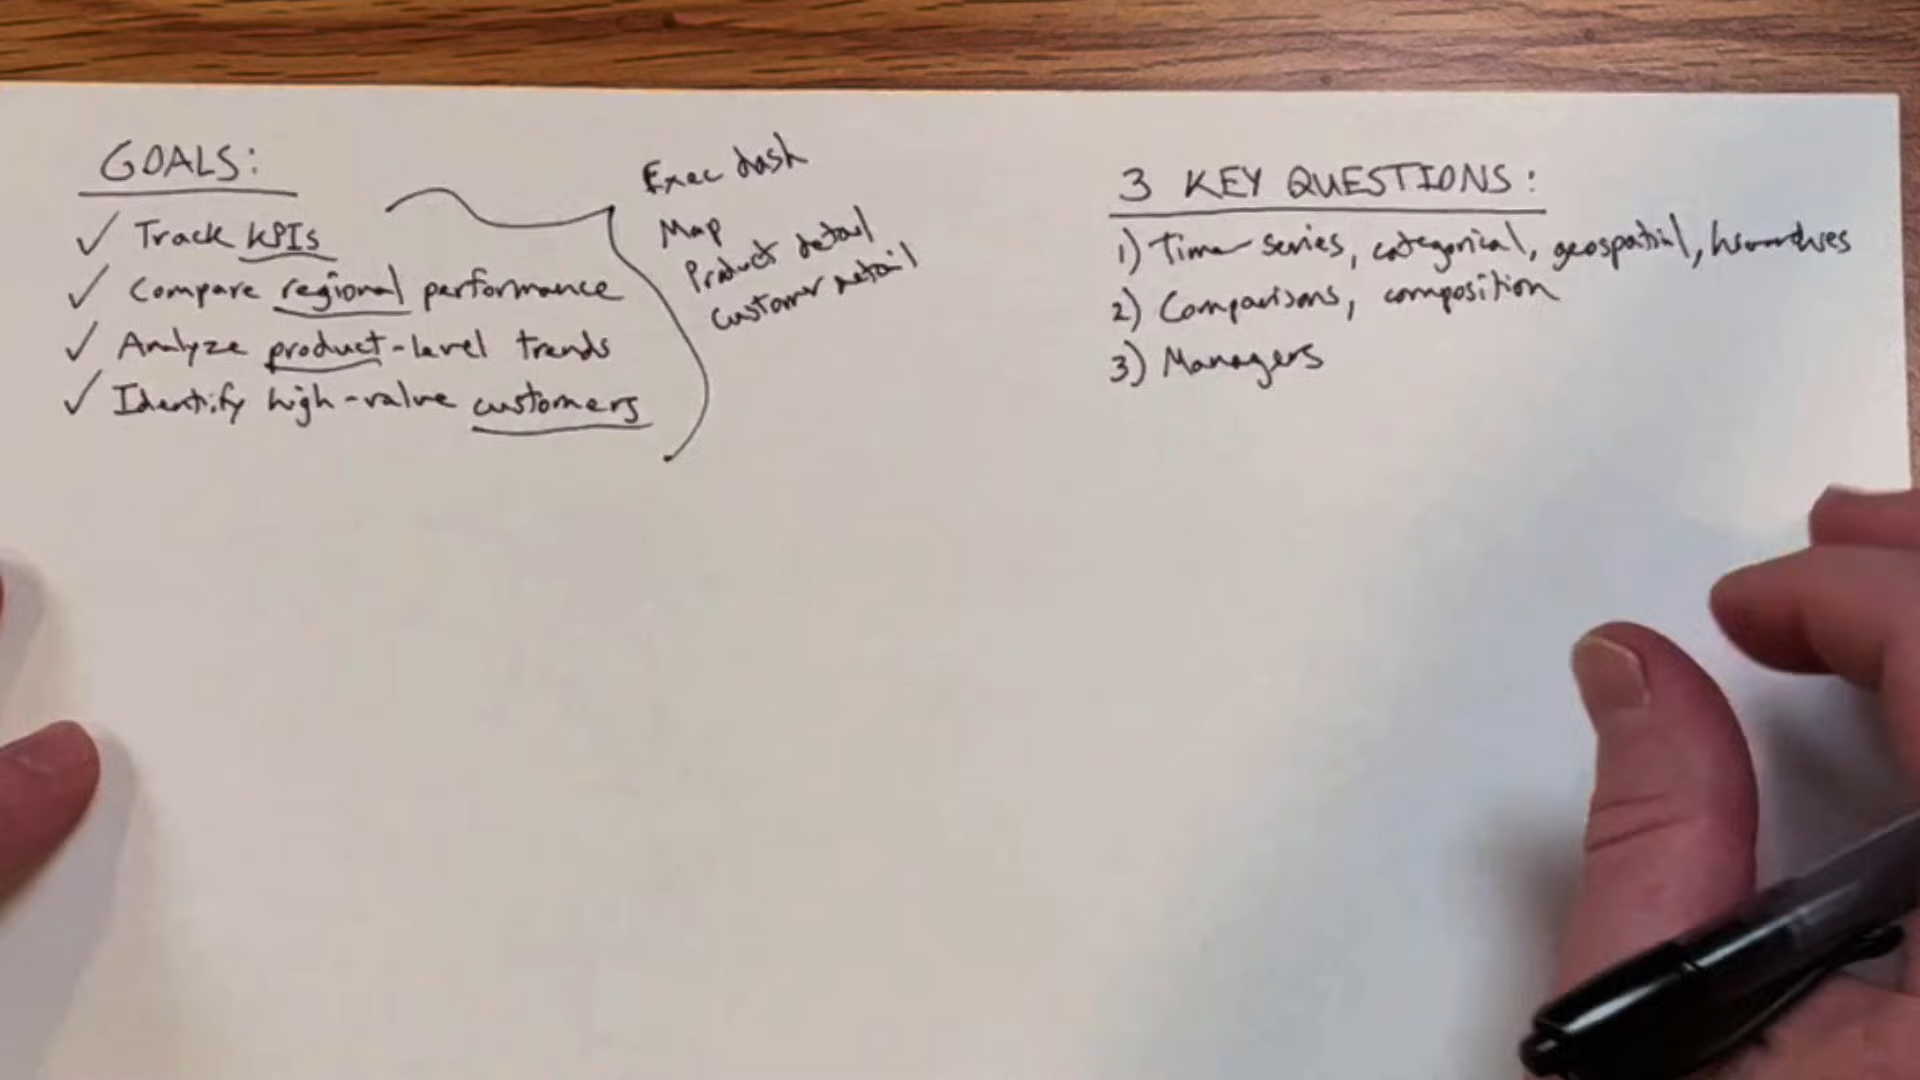 GOALS:
✓ Track KPIs
✓ Compare regional performance
✓ Analyze product-level trends
✓ Identify high-value customers
Exec dash
Map
Product detail
Customer detail
3 KEY QUESTIONS:
1) Time series, categorical, geospatial,
2) Comparisons, composition
3) Managers